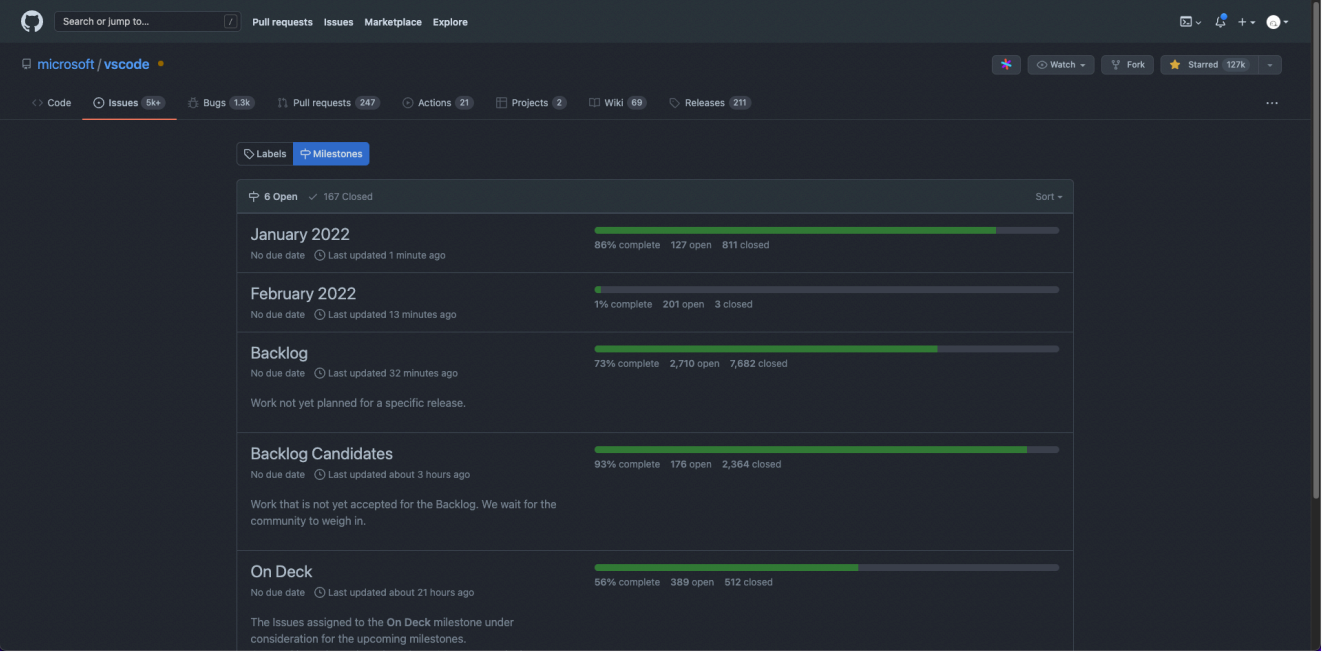 Search or jump to... / Pull requests Issues Marketplace Explore
microsoft / vscode Watch Fork Starred 127k
Code Issues 5k+ Bugs 1.3k Pull requests 247 Actions 21 Projects 2 Wiki 69 Releases 211 ...
Labels Milestones
6 Open 167 Closed Sort
January 2022
86% complete 127 open 811 closed
No due date Last updated 1 minute ago
February 2022
1% complete 201 open 3 closed
No due date Last updated 13 minutes ago
Backlog
73% complete 2,710 open 7,682 closed
No due date Last updated 32 minutes ago
Work not yet planned for a specific release.
Backlog Candidates
93% complete 176 open 2,364 closed
No due date Last updated about 3 hours ago
Work that is not yet accepted for the Backlog. We wait for the
community to weigh in.
On Deck
56% complete 389 open 512 closed
No due date Last updated about 21 hours ago
The Issues assigned to the On Deck milestone under
consideration for the upcoming milestones.